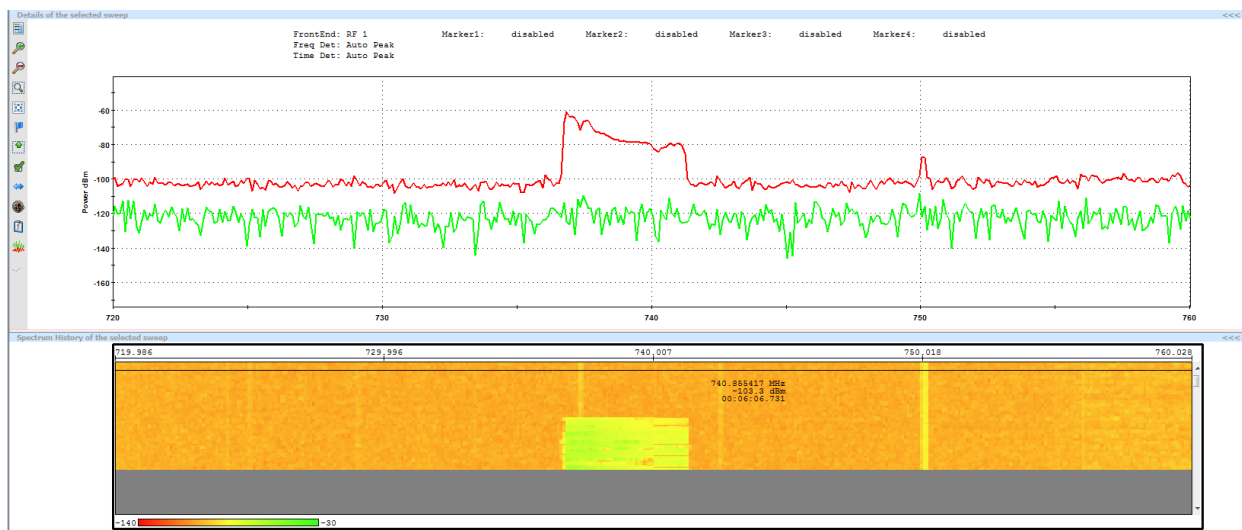 Details of the selected sweep <<<
FrontEnd: RF 1 Marker1: disabled Marker2: disabled Marker3: disabled Marker4: disabled
Freq Det: Auto Peak
Time Det: Auto Peak
-60
-80
-100
Power dBm
-120
-140
-160
720 730 740 750 760
Spectrum History of the selected sweep <<<
719.986 729.996 740.007 750.018 760.028
740.855417 MHz
-103.3 dBm
00:06:06.731
-140 -30